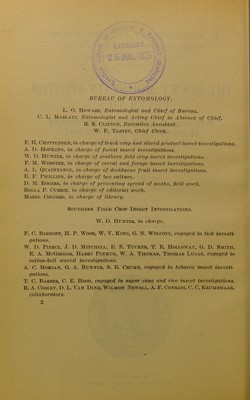 LIBRARY
BUREAU OF ENTOMOLOGY.
L. O. HOWARD, Entomologist and Chief of Bureau.
C. L. MARLATT, Entomologist and Acting Chief in Absence of Chief.
R. S. CLIFTON, Executive Assistant.
W. F. TASTET, Chief Clerk.
F. H. CHITTENDEN, in charge of truck crop and stored product insect investigations.
A. D. HOPKINS, in charge of forest insect investigations.
W. D. HUNTER, in charge of southern field crop insect investigations.
F. M. WEBSTER, in charge of cereal and forage insect investigations.
A. L. QUAINTANCE, in charge of deciduous fruit insect investigations.
E. F. PHILLIPS, in charge of bee culture.
D. M. ROGERS, in charge of preventing spread of moths, field work.
ROLLA P. CURRIE, in charge of editorial work.
MABEL COLCORD, in charge of library.
SOUTHERN FIELD CROP INSECT INVESTIGATIONS.
W. D. HUNTER, in charge.
F. C. BISHOPP, H. P. WOOD, W. V. KING, G. N. WOLCOTT, engaged in tick investi-
gations.
W. D. PIERCE, J. D. MITCHELL, E. S. TUCKER, T. E. HOLLOWAY, G. D. SMITH,
E. A. MCGREGOR, HARRY PINKUS, W. A. THOMAS, THOMAS LUCAS, engaged in
cotton-boll weevil investigations.
A. C. MORGAN, G. A. RUNNER, S. E. CRUMB, engaged in tobacco insect investi-
gations.
T. C. BARBER, C. E. HOOD, engaged in sugar cane and rice insect investigations.
R. A. COOLEY, D. L. VAN DINE, WILMON NEWELL, A. F. CONRADI, C. C. KRUMBHAAR,
collaborators.
2